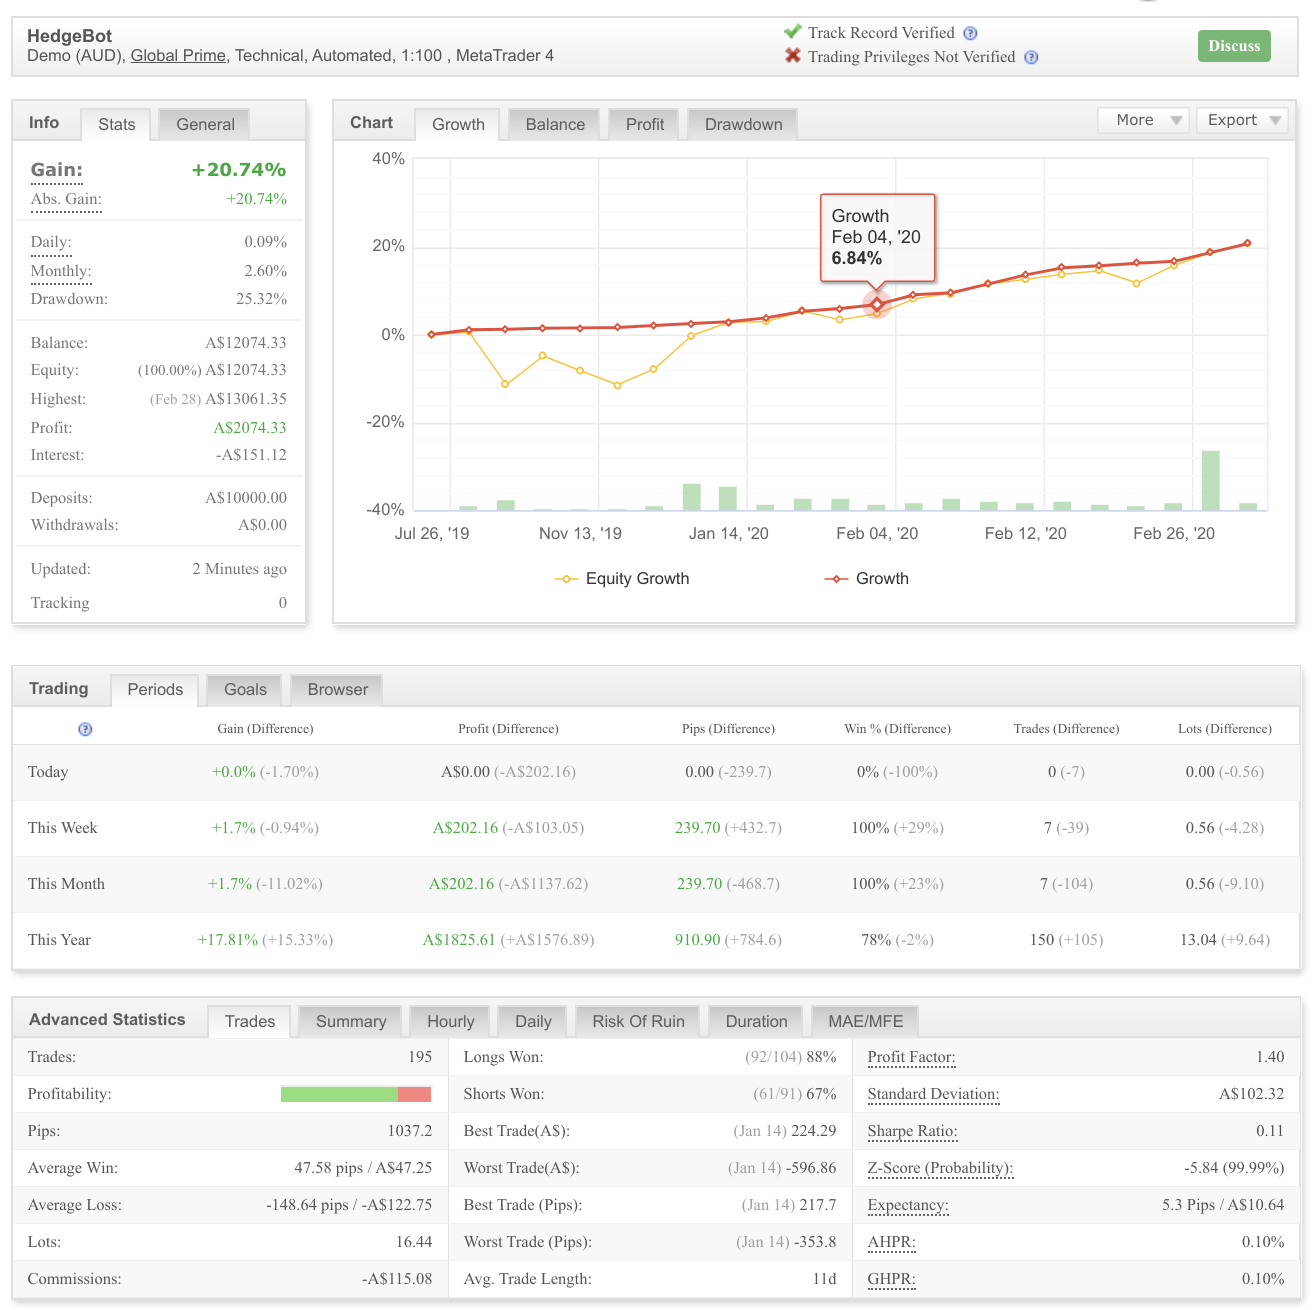 HedgeBot
Demo (AUD), Global Prime, Technical, Automated, 1:100 , MetaTrader 4
Track Record Verified ?
Trading Privileges Not Verified ?
Discuss
Info Stats General
Gain: +20.74%
Abs. Gain: +20.74%
Daily: 0.09%
Monthly: 2.60%
Drawdown: 25.32%
Balance: A$12074.33
Equity: (100.00%) A$12074.33
Highest: (Feb 28) A$13061.35
Profit: A$2074.33
Interest: -A$151.12
Deposits: A$10000.00
Withdrawals: A$0.00
Updated: 2 Minutes ago
Tracking 0
Chart Growth Balance Profit Drawdown More Export
40%
20%
0%
-20%
-40%
Growth
Feb 04, '20
6.84%
Jul 26, '19 Nov 13, '19 Jan 14, '20 Feb 04, '20 Feb 12, '20 Feb 26, '20
Equity Growth Growth
Trading Periods Goals Browser
? Gain (Difference) Profit (Difference) Pips (Difference) Win % (Difference) Trades (Difference) Lots (Difference)
Today +0.0% (-1.70%) A$0.00 (-A$202.16) 0.00 (-239.7) 0% (-100%) 0 (-7) 0.00 (-0.56)
This Week +1.7% (-0.94%) A$202.16 (-A$103.05) 239.70 (+432.7) 100% (+29%) 7 (-39) 0.56 (-4.28)
This Month +1.7% (-11.02%) A$202.16 (-A$1137.62) 239.70 (-468.7) 100% (+23%) 7 (-104) 0.56 (-9.10)
This Year +17.81% (+15.33%) A$1825.61 (+A$1576.89) 910.90 (+784.6) 78% (-2%) 150 (+105) 13.04 (+9.64)
Advanced Statistics Trades Summary Hourly Daily Risk Of Ruin Duration MAE/MFE
Trades: 195
Profitability:
Pips: 1037.2
Average Win: 47.58 pips / A$47.25
Average Loss: -148.64 pips / -A$122.75
Lots: 16.44
Commissions: -A$115.08
Longs Won: (92/104) 88%
Shorts Won: (61/91) 67%
Best Trade(A$): (Jan 14) 224.29
Worst Trade(A$): (Jan 14) -596.86
Best Trade (Pips): (Jan 14) 217.7
Worst Trade (Pips): (Jan 14) -353.8
Avg. Trade Length: 11d
Profit Factor: 1.40
Standard Deviation: A$102.32
Sharpe Ratio: 0.11
Z-Score (Probability): -5.84 (99.99%)
Expectancy: 5.3 Pips / A$10.64
AHPR: 0.10%
GHPR: 0.10%